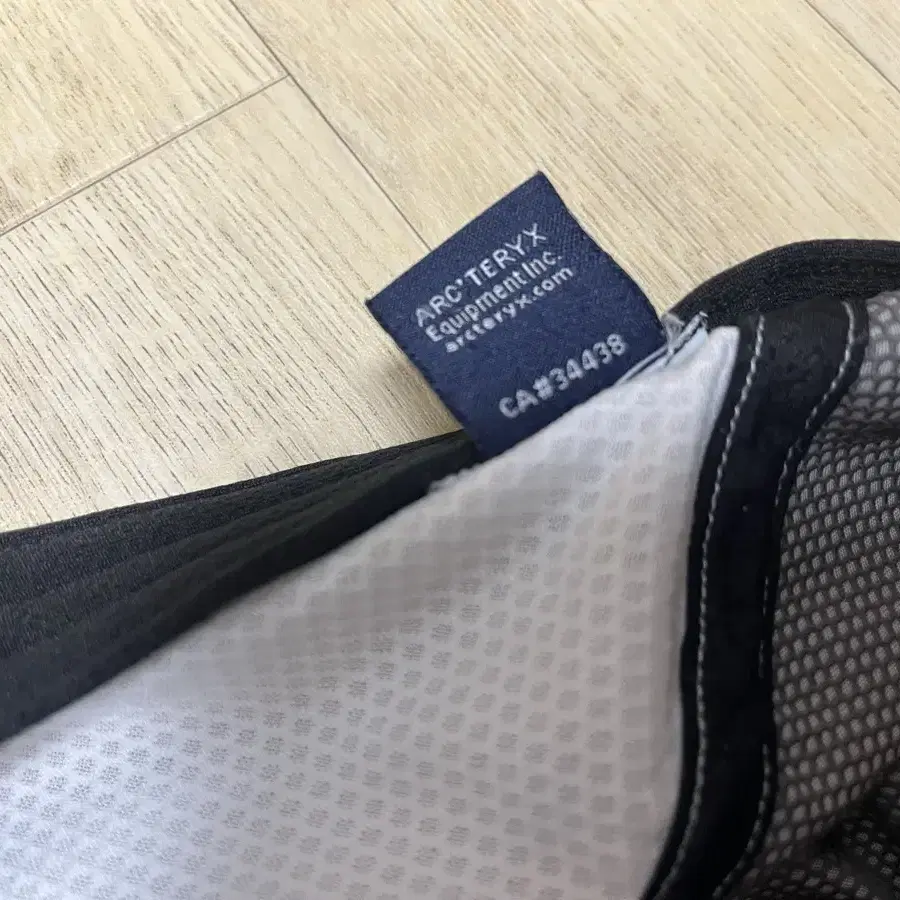 ARC'TERYX
Equipment Inc.
arcteryx.com
CA#34438